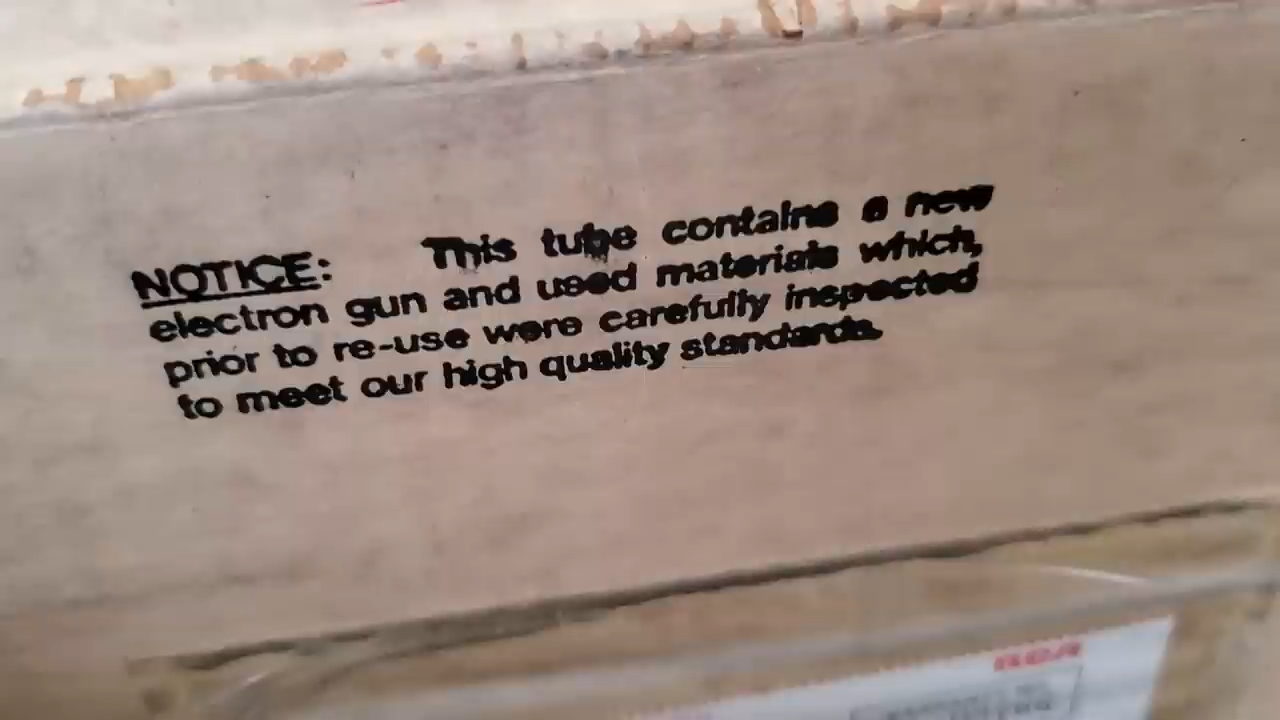 NOTICE: This tube contains a new
electron gun and used materials which,
prior to re-use were carefully inspected
to meet our high quality standards.
RCA